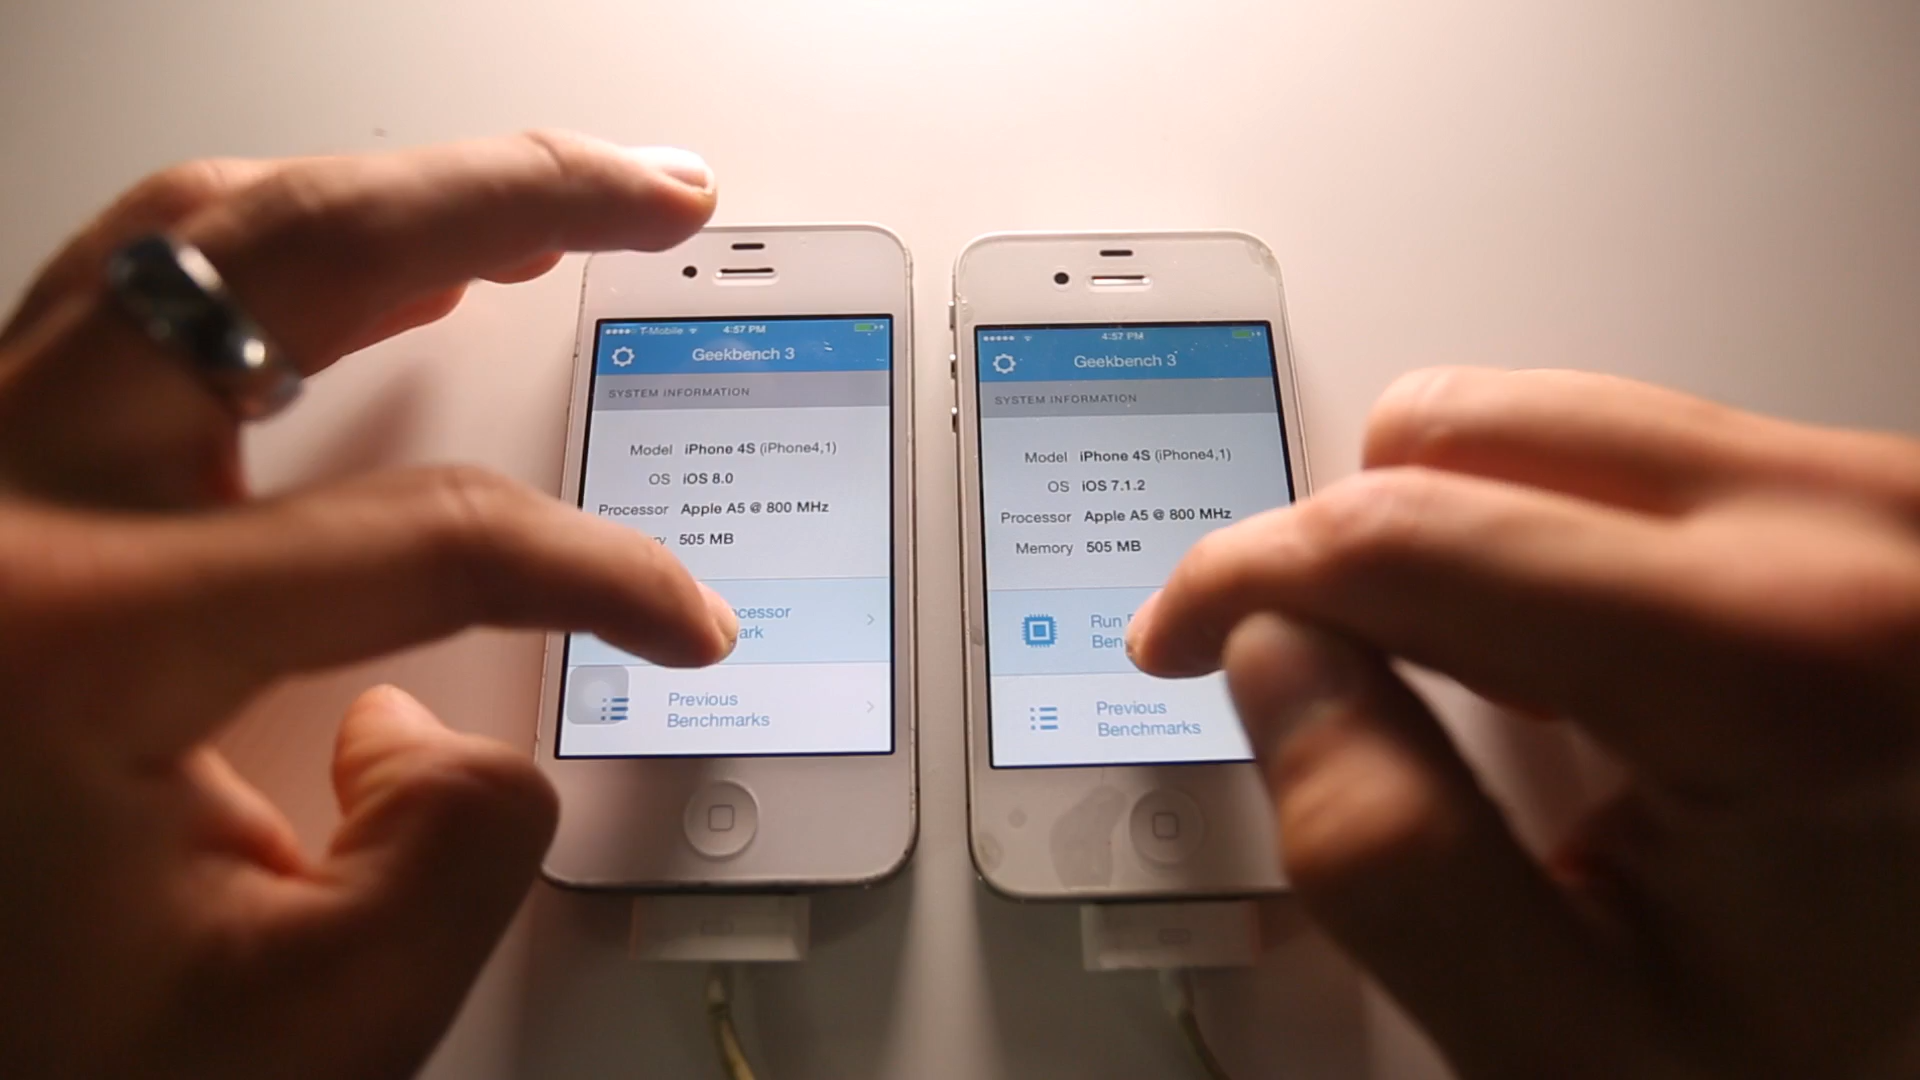 T-Mobile 4:57 PM
Geekbench 3
SYSTEM INFORMATION
Model iPhone 4S (iPhone4,1)
OS iOS 8.0
Processor Apple A5 @ 800 MHz
505 MB
Previous
Benchmarks
4:57 PM
Geekbench 3
SYSTEM INFORMATION
Model iPhone 4S (iPhone4,1)
OS iOS 7.1.2
Processor Apple A5 @ 800 MHz
Memory 505 MB
Run
Previous
Benchmarks